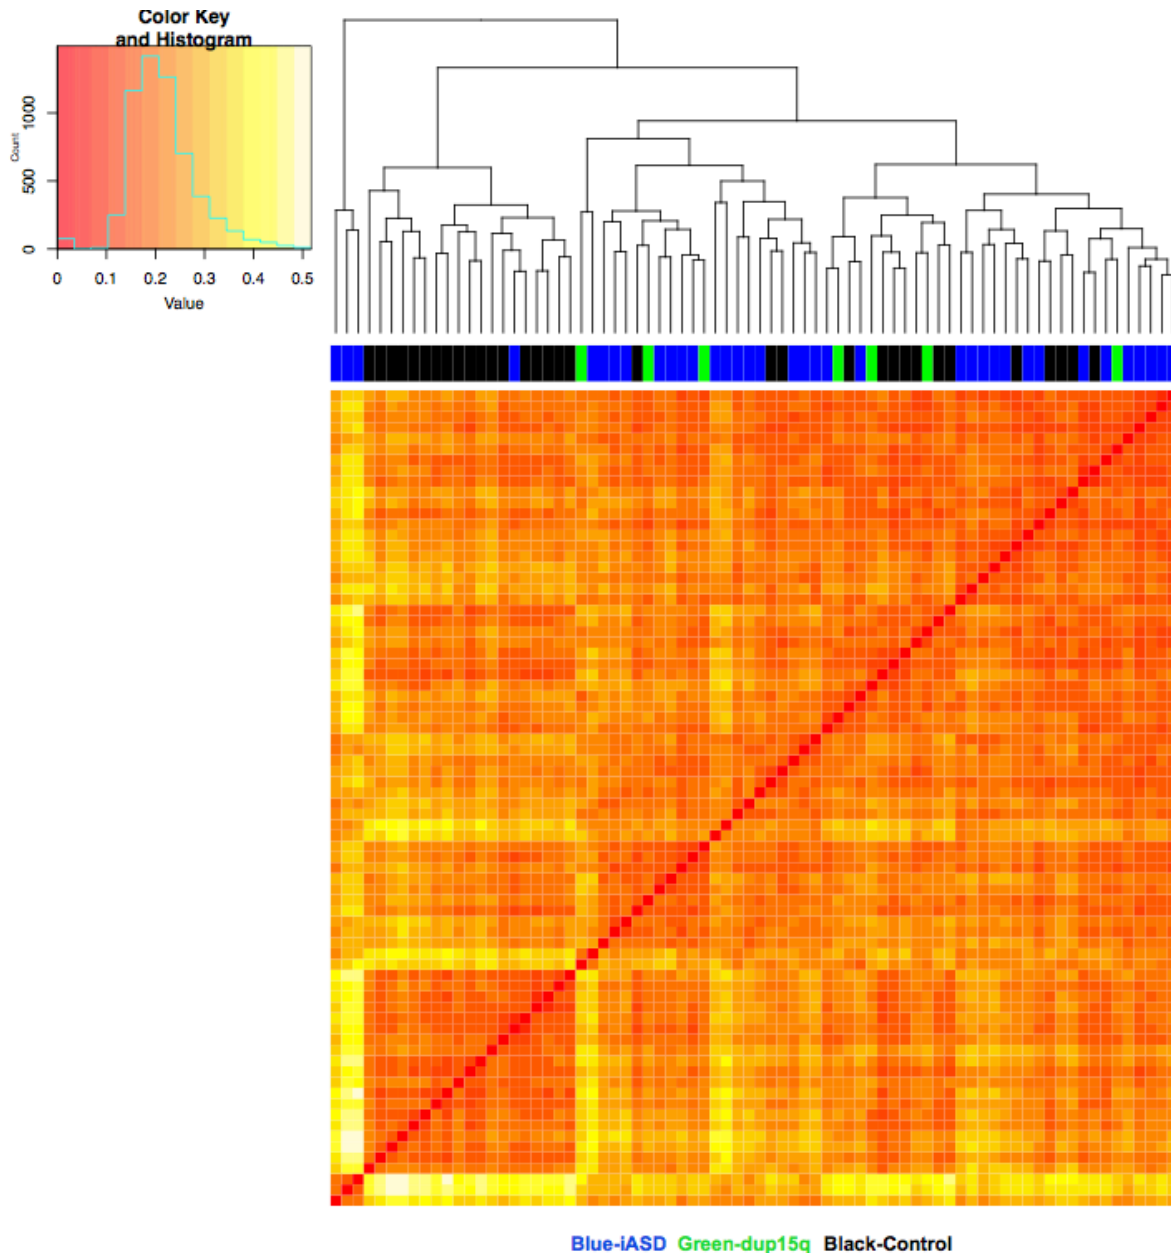 Color Key
and Histogram
Count
0 500 1000
0 0.1 0.2 0.3 0.4 0.5
Value
Blue-iASD Green-dup15q Black-Control